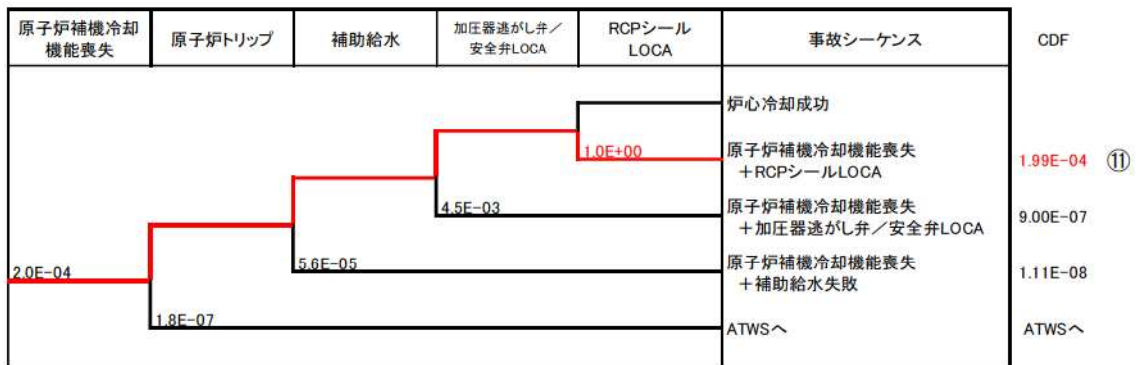 原子炉補機冷却
機能喪失
原子炉トリップ
補助給水
加圧器逃がし弁／
安全弁LOCA
RCPシール
LOCA
事故シーケンス
CDF
炉心冷却成功
1.0E+00
原子炉補機冷却機能喪失
＋RCPシールLOCA
1.99E-04 ⑪
4.5E-03
原子炉補機冷却機能喪失
＋加圧器逃がし弁／安全弁LOCA
9.00E-07
2.0E-04
5.6E-05
原子炉補機冷却機能喪失
＋補助給水失敗
1.11E-08
1.8E-07
ATWSへ
ATWSへ